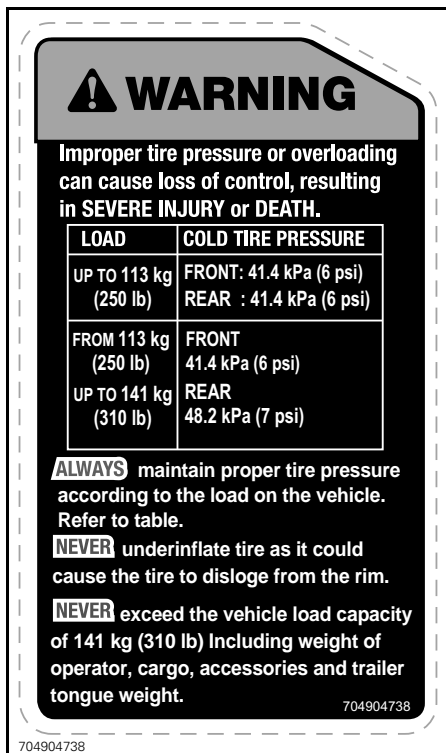 WARNING
Improper tire pressure or overloading
can cause loss of control, resulting
in SEVERE INJURY or DEATH.
LOAD COLD TIRE PRESSURE
UP TO 113 kg FRONT: 41.4 kPa (6 psi)
(250 lb) REAR : 41.4 kPa (6 psi)
FROM 113 kg FRONT
(250 lb) 41.4 kPa (6 psi)
UP TO 141 kg REAR
(310 lb) 48.2 kPa (7 psi)
ALWAYS maintain proper tire pressure
according to the load on the vehicle.
Refer to table.
NEVER underinflate tire as it could
cause the tire to disloge from the rim.
NEVER exceed the vehicle load capacity
of 141 kg (310 lb) Including weight of
operator, cargo, accessories and trailer
tongue weight.
704904738
704904738